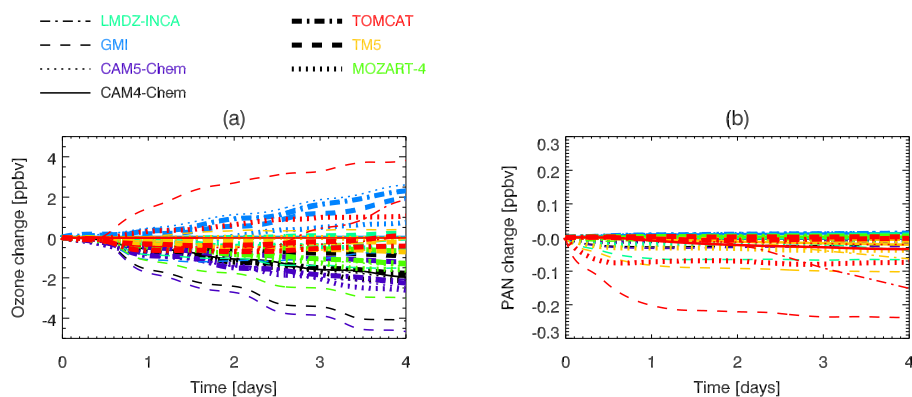 LMDZ-INCA TOMCAT
GMI TM5
CAM5-Chem MOZART-4
CAM4-Chem
(a) (b)
Ozone change [ppbv]
4
2
0
-2
-4
0 1 2 3 4
Time [days]
PAN change [ppbv]
0.3
0.2
0.1
-0.0
-0.1
-0.2
-0.3
0 1 2 3 4
Time [days]